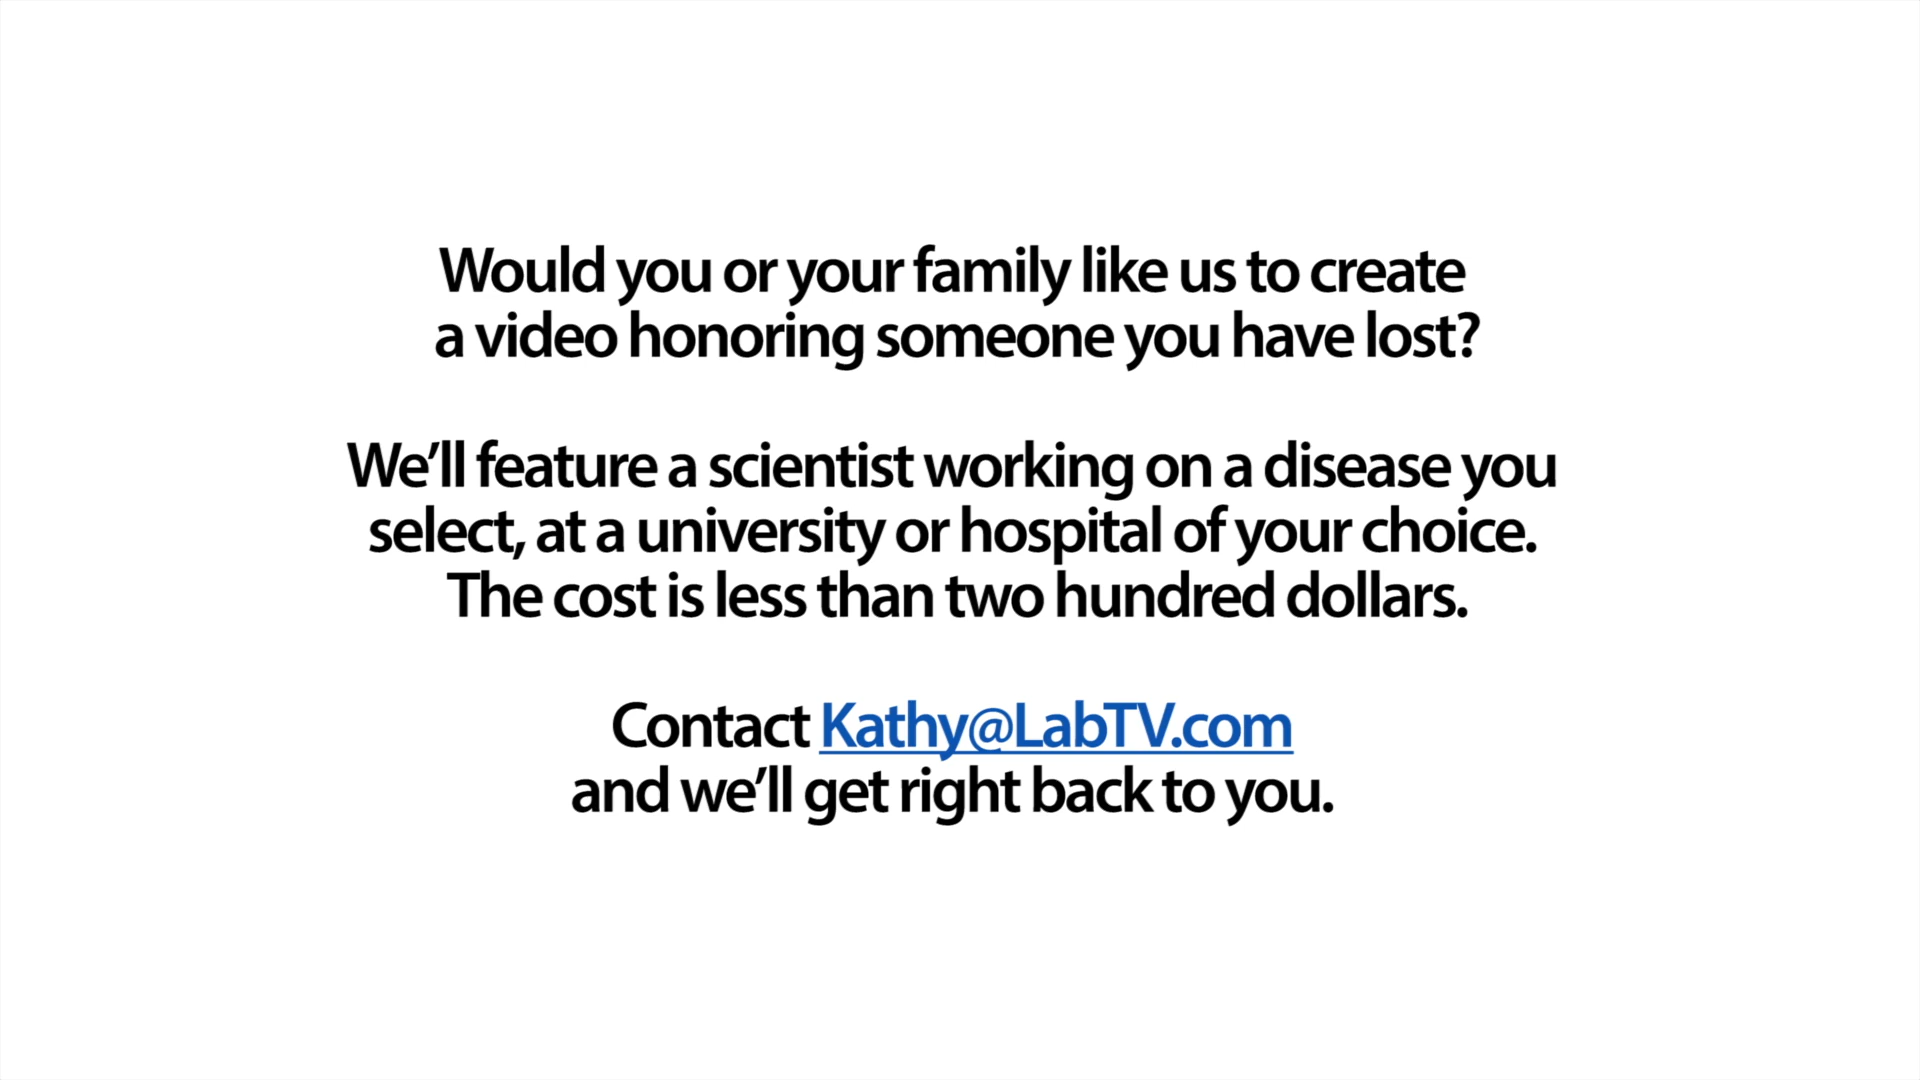 Would you or your family like us to create
a video honoring someone you have lost?
We’ll feature a scientist working on a disease you
select, at a university or hospital of your choice.
The cost is less than two hundred dollars.
Contact Kathy@LabTV.com
and we’ll get right back to you.